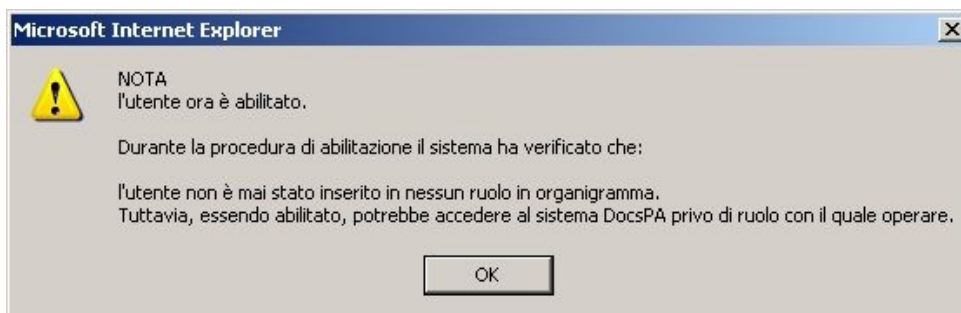 Microsoft Internet Explorer
NOTA
l'utente ora è abilitato.
Durante la procedura di abilitazione il sistema ha verificato che:
l'utente non è mai stato inserito in nessun ruolo in organigramma.
Tuttavia, essendo abilitato, potrebbe accedere al sistema DocsPA privo di ruolo con il quale operare.
OK